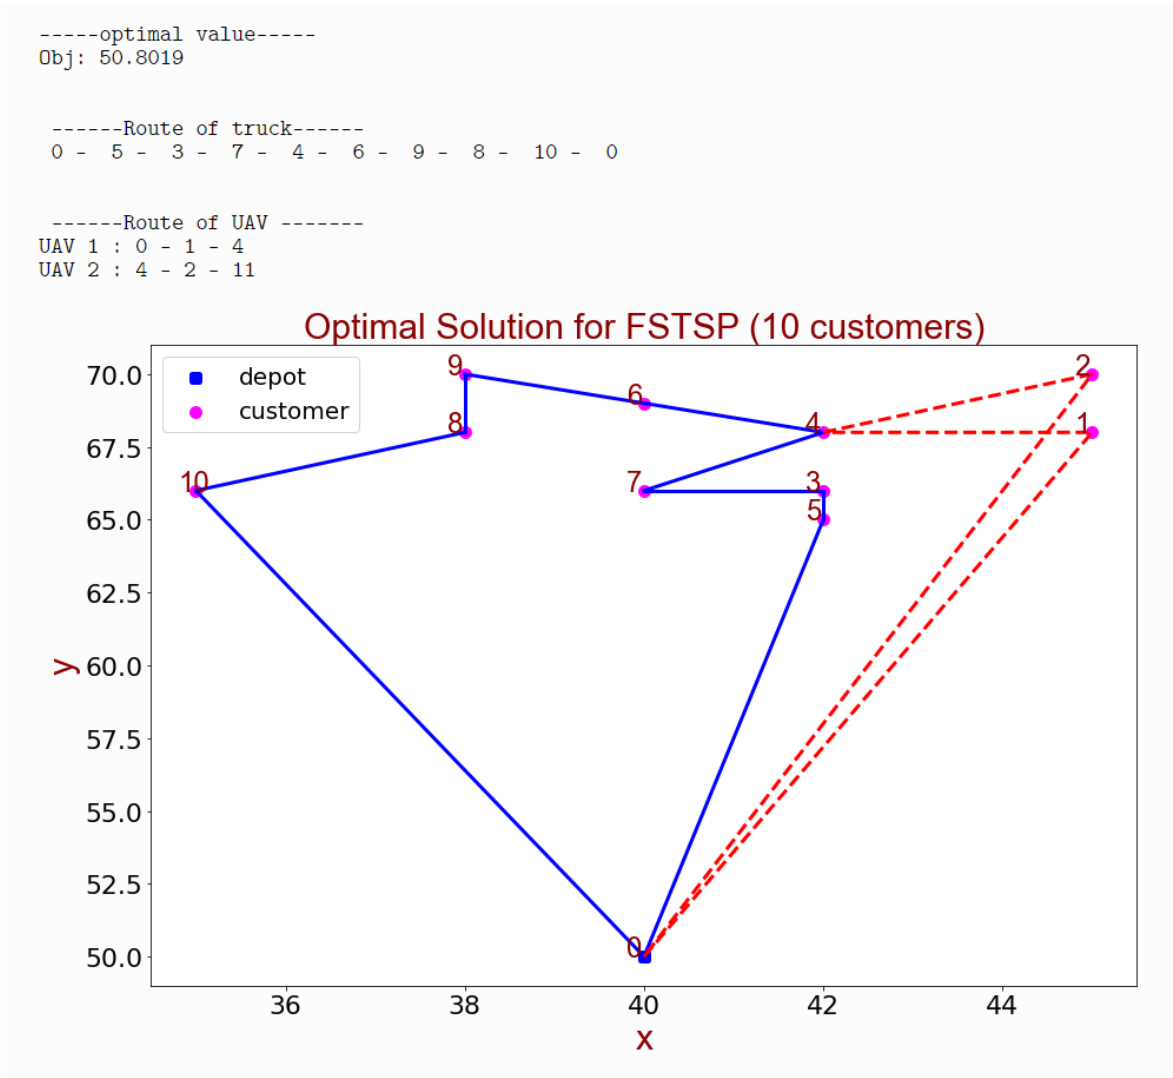 -----optimal value-----
Obj: 50.8019
------Route of truck------
0 - 5 - 3 - 7 - 4 - 6 - 9 - 8 - 10 - 0
------Route of UAV -------
UAV 1 : 0 - 1 - 4
UAV 2 : 4 - 2 - 11
Optimal Solution for FSTSP (10 customers)
depot
customer
9
2
6
8
4
1
10
7
3
5
0
70.0
67.5
65.0
62.5
60.0
57.5
55.0
52.5
50.0
y
36
38
40
42
44
x